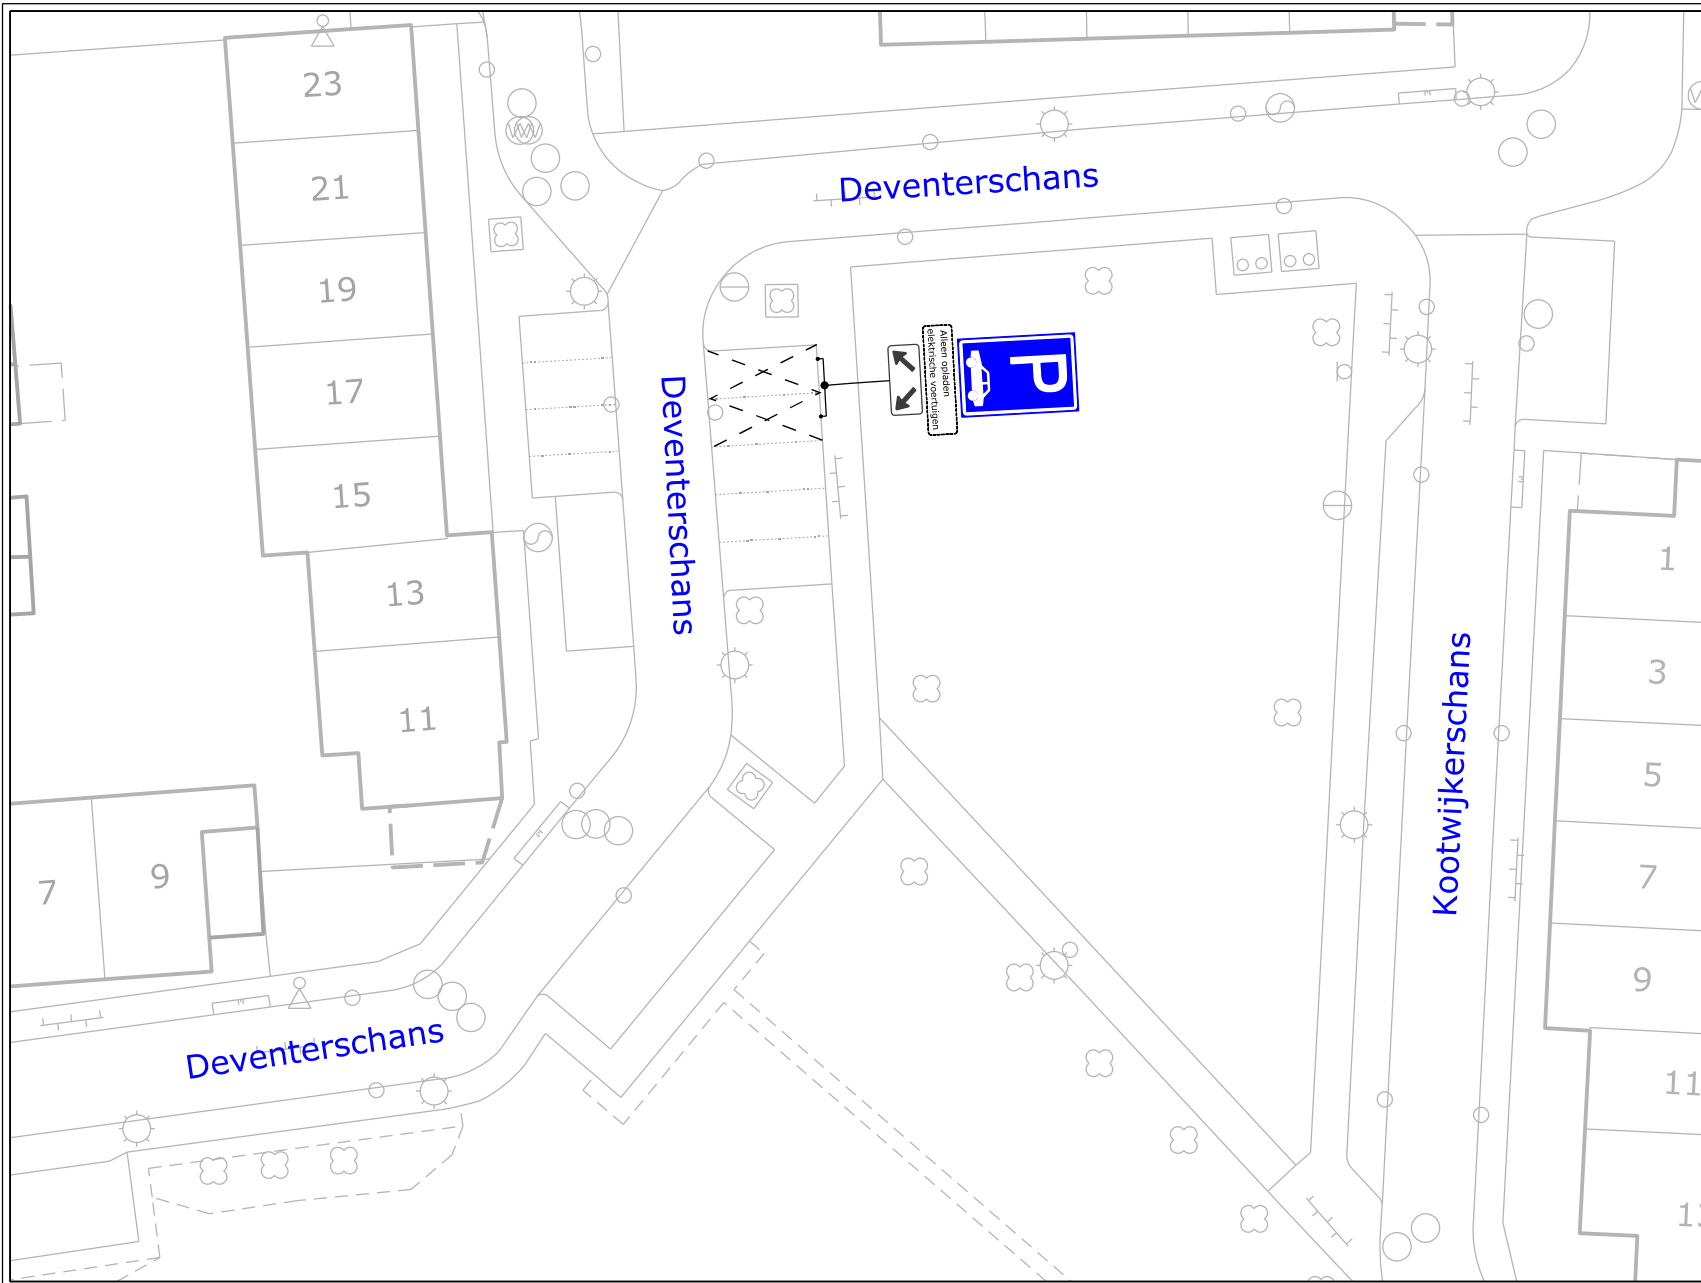 23
21
19
17
15
13
11
7
9
Deventerschans
Deventerschans
Deventerschans
Alleen opladen
elektrische voertuigen
P
Kootwijkerschans
1
3
5
7
9
11